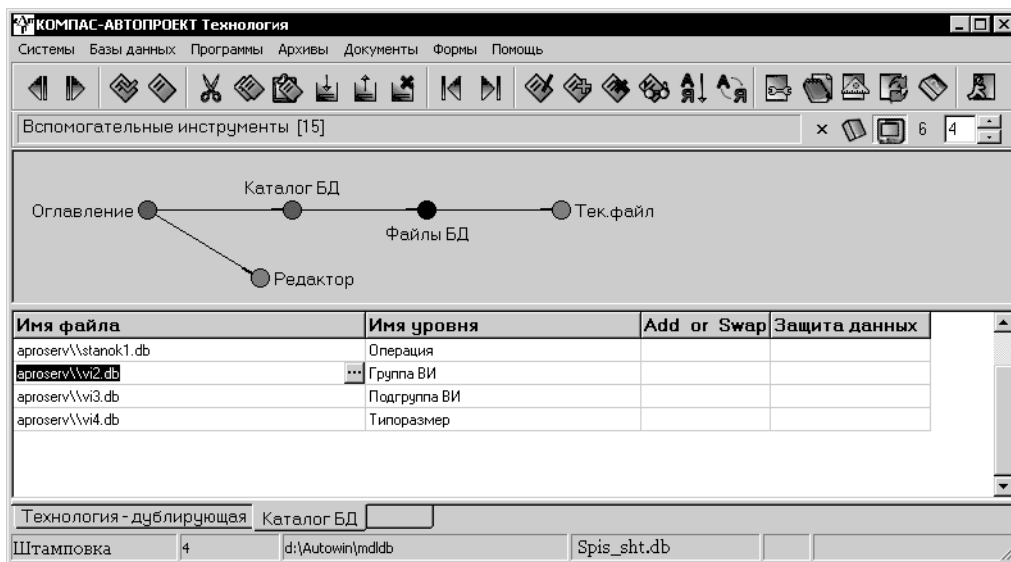 КОМПАС-АВТОПРОЕКТ Технология
Системы Базы данных Программы Архивы Документы Формы Помощь
Вспомогательные инструменты [15] 6 4
Каталог БД
Оглавление Тек.файл
Файлы БД
Редактор
Имя файла Имя уровня Add or Swap Защита данных
aproserv\\stanok1.db Операция
aproserv\\vi2.db ... Группа ВИ
aproserv\\vi3.db Подгруппа ВИ
aproserv\\vi4.db Типоразмер
Технология - дублирующая Каталог БД
Штамповка 4 d:\Autowin\mdldb Spis_sht.db